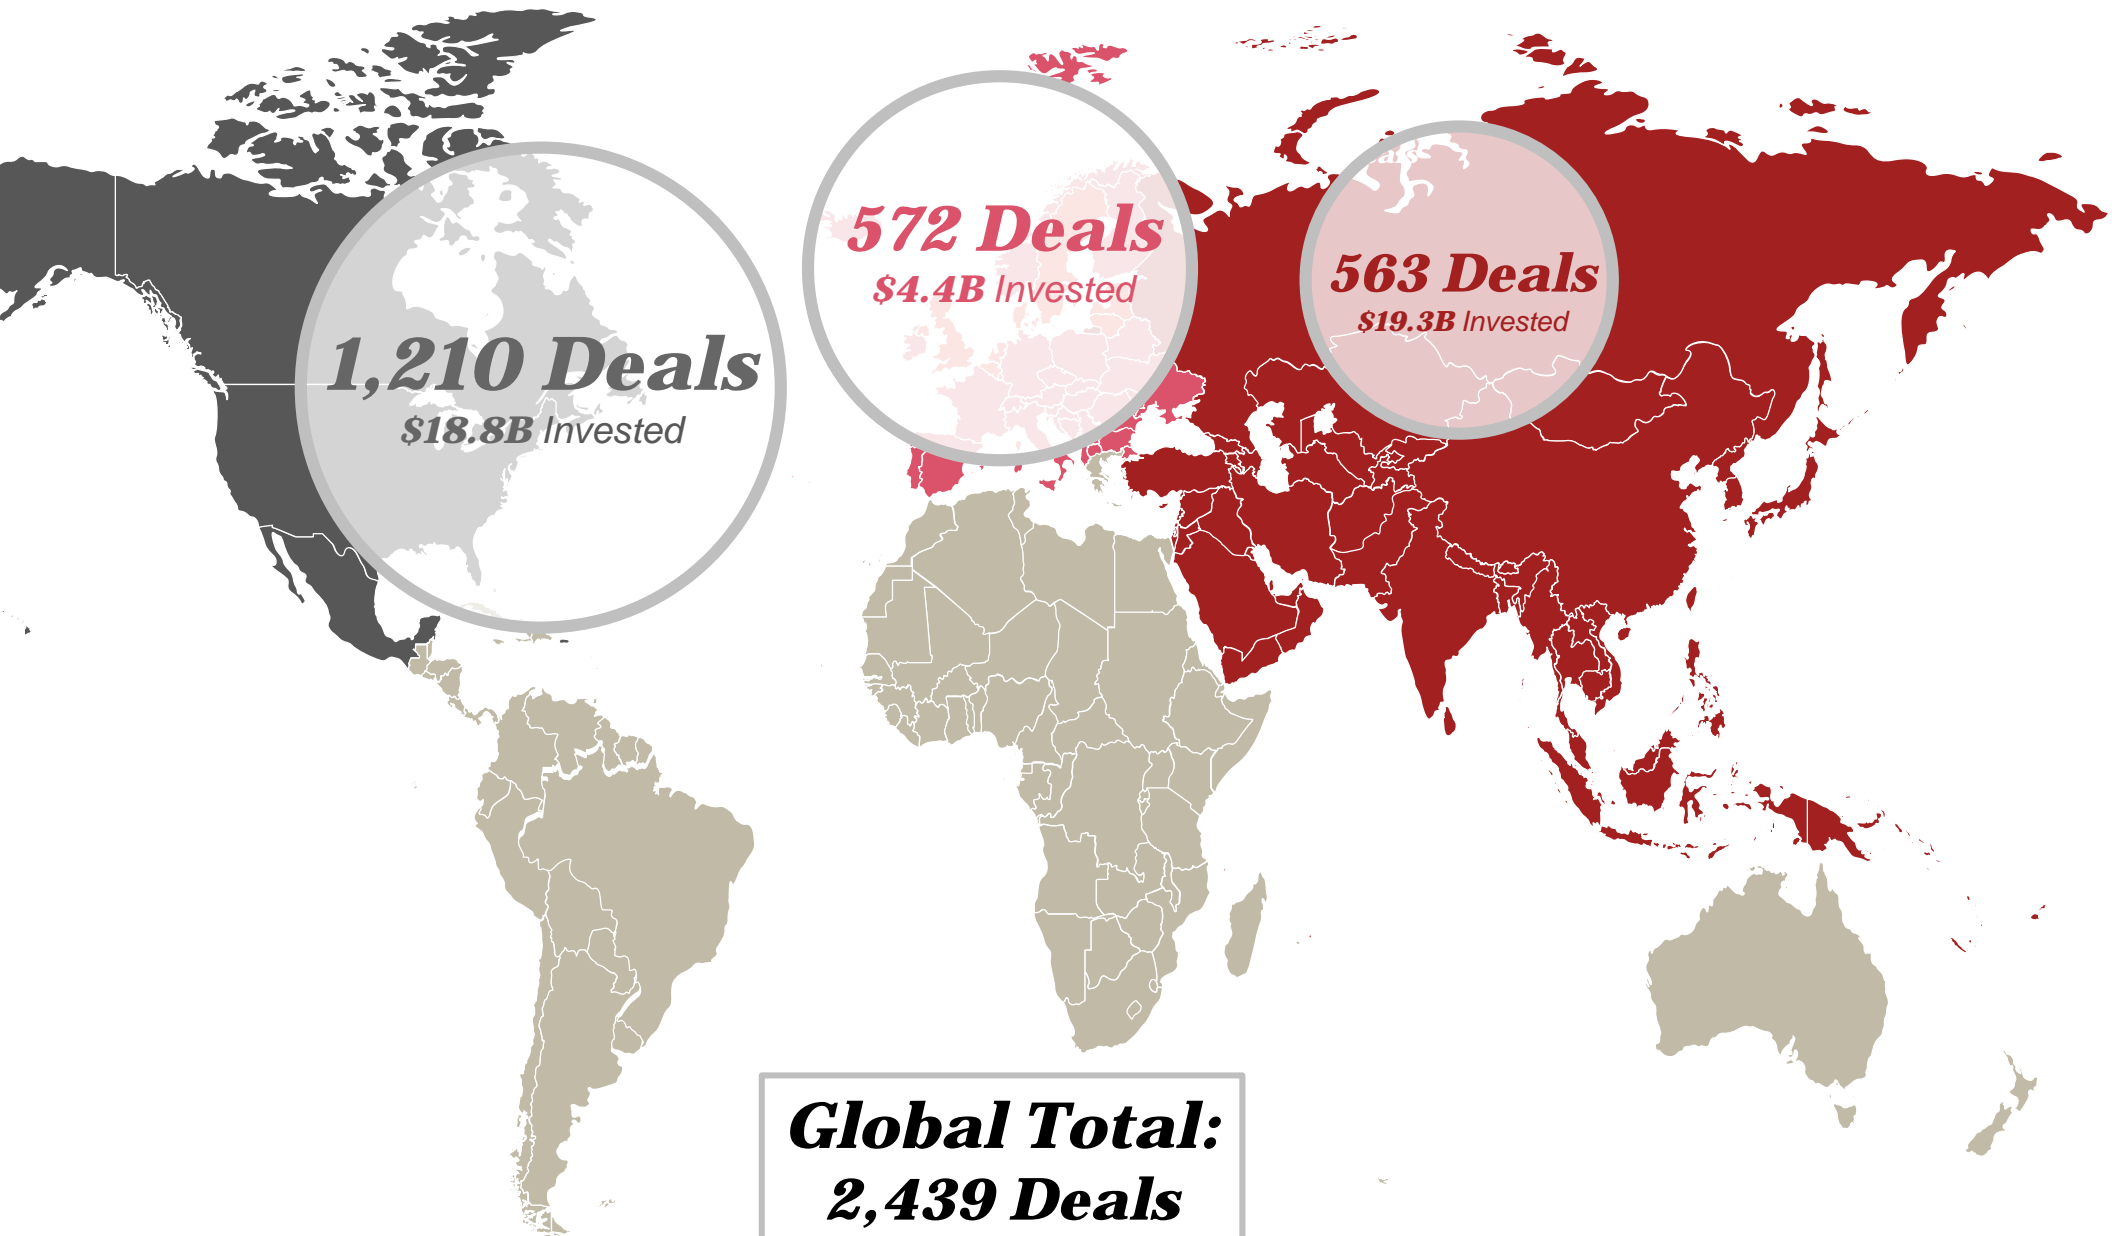 1,210 Deals
$18.8B Invested
572 Deals
$4.4B Invested
563 Deals
$19.3B Invested
Global Total:
2,439 Deals